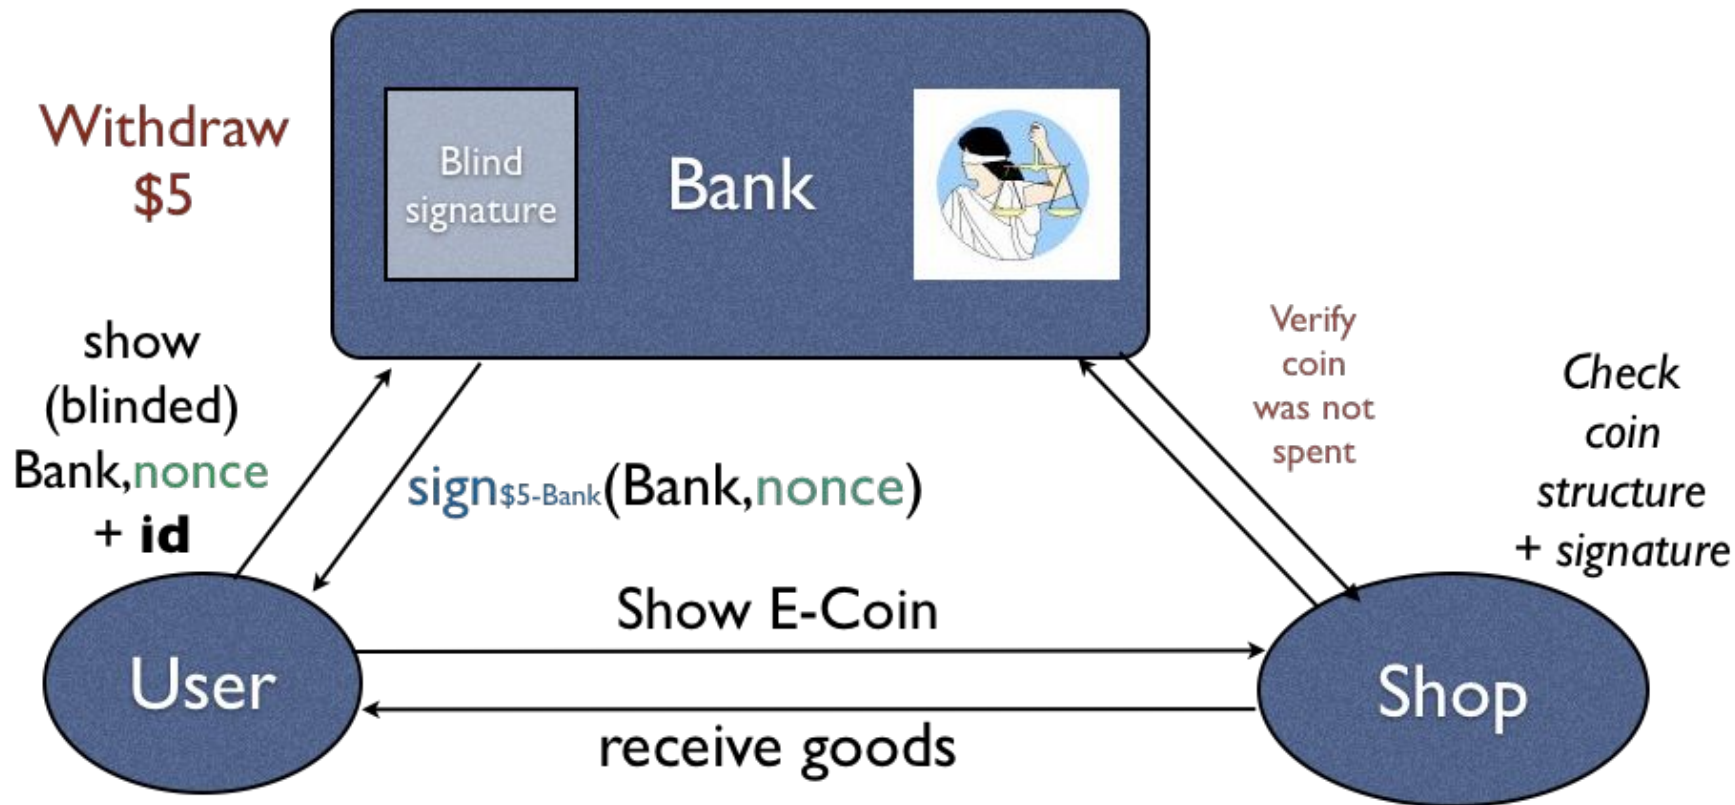 Withdraw
$5
Blind
signature
Bank
show
(blinded)
Bank,nonce
+ id
sign$5-Bank(Bank,nonce)
Verify
coin
was not
spent
Check
coin
structure
+ signature
Show E-Coin
User
Shop
receive goods